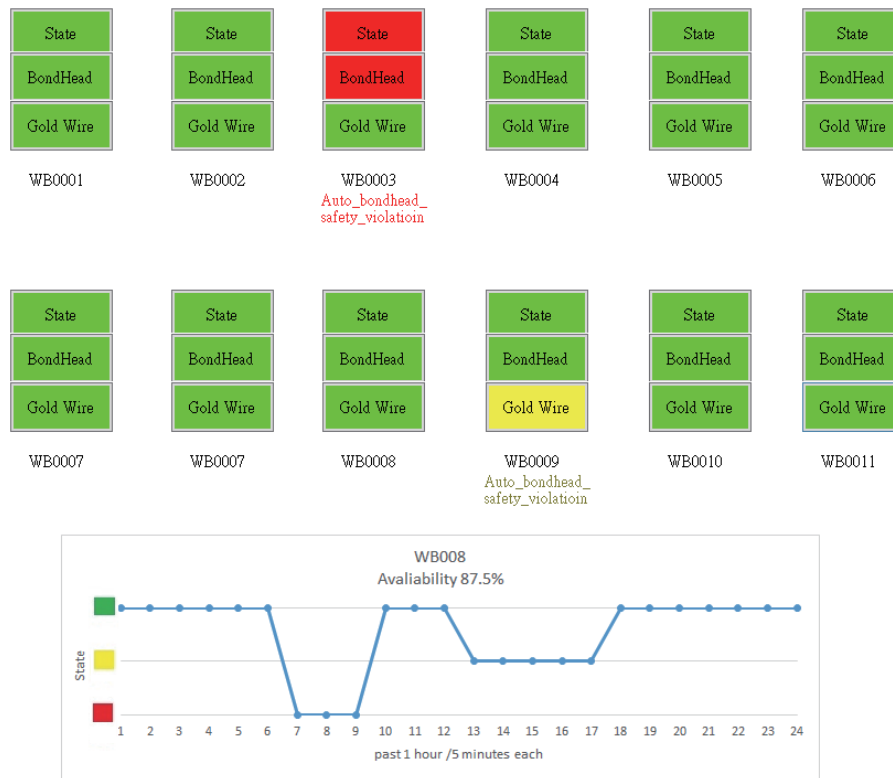 State State State State State State
BondHead BondHead BondHead BondHead BondHead BondHead
Gold Wire Gold Wire Gold Wire Gold Wire Gold Wire Gold Wire
WB0001 WB0002 WB0003 WB0004 WB0005 WB0006
Auto_bondhead_
safety_violatioin
State State State State State State
BondHead BondHead BondHead BondHead BondHead BondHead
Gold Wire Gold Wire Gold Wire Gold Wire Gold Wire Gold Wire
WB0007 WB0007 WB0008 WB0009 WB0010 WB0011
Auto_bondhead_
safety_violatioin
WB008
Avaliability 87.5%
State
1 2 3 4 5 6 7 8 9 10 11 12 13 14 15 16 17 18 19 20 21 22 23 24
past 1 hour /5 minutes each